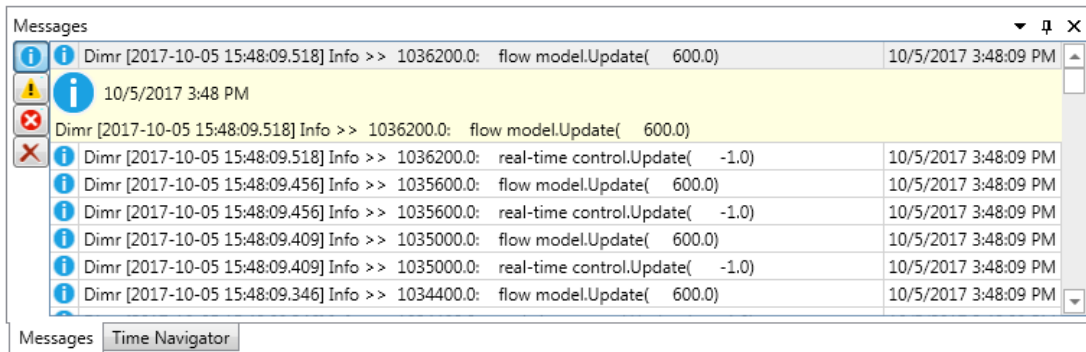 Messages
Dimr [2017-10-05 15:48:09.518] Info >> 1036200.0: flow model.Update( 600.0) 10/5/2017 3:48:09 PM
10/5/2017 3:48 PM
Dimr [2017-10-05 15:48:09.518] Info >> 1036200.0: flow model.Update( 600.0)
Dimr [2017-10-05 15:48:09.518] Info >> 1036200.0: real-time control.Update( -1.0) 10/5/2017 3:48:09 PM
Dimr [2017-10-05 15:48:09.456] Info >> 1035600.0: flow model.Update( 600.0) 10/5/2017 3:48:09 PM
Dimr [2017-10-05 15:48:09.456] Info >> 1035600.0: real-time control.Update( -1.0) 10/5/2017 3:48:09 PM
Dimr [2017-10-05 15:48:09.409] Info >> 1035000.0: flow model.Update( 600.0) 10/5/2017 3:48:09 PM
Dimr [2017-10-05 15:48:09.409] Info >> 1035000.0: real-time control.Update( -1.0) 10/5/2017 3:48:09 PM
Dimr [2017-10-05 15:48:09.346] Info >> 1034400.0: flow model.Update( 600.0) 10/5/2017 3:48:09 PM
Messages Time Navigator